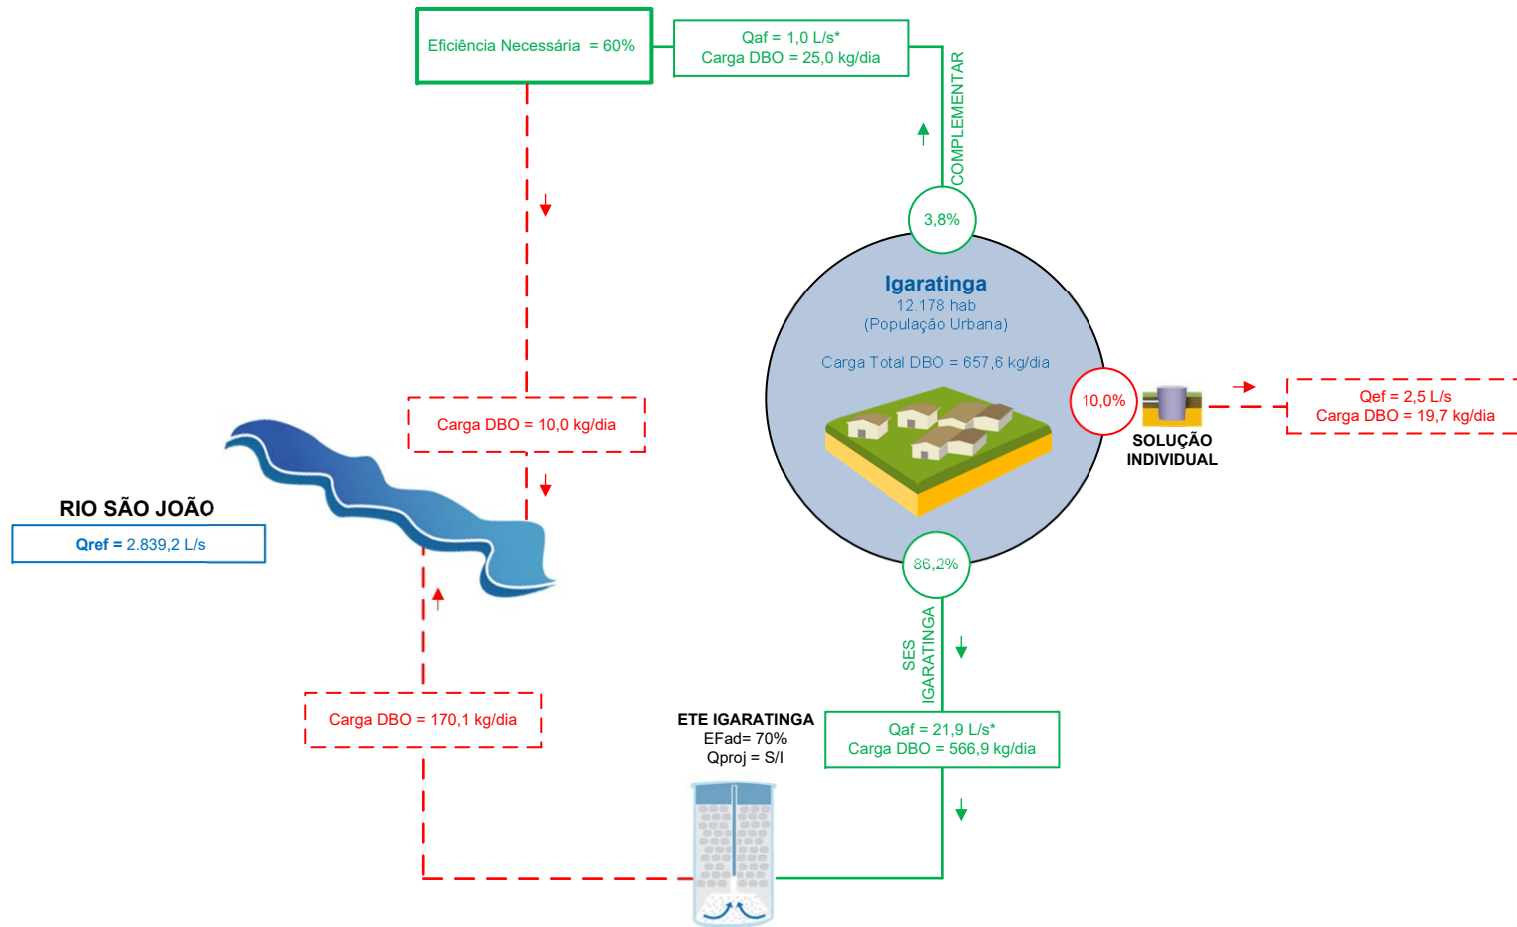 Eficiência Necessária = 60%
Qaf = 1,0 L/s*
Carga DBO = 25,0 kg/dia
COMPLEMENTAR
3,8%
Igaratinga
12.178 hab
(População Urbana)
Carga Total DBO = 657,6 kg/dia
10,0%
SOLUÇÃO
INDIVIDUAL
Qef = 2,5 L/s
Carga DBO = 19,7 kg/dia
Carga DBO = 10,0 kg/dia
RIO SÃO JOÃO
Qref = 2.839,2 L/s
86,2%
SES
IGARATINGA
Carga DBO = 170,1 kg/dia
ETE IGARATINGA
EFad= 70%
Qproj = S/I
Qaf = 21,9 L/s*
Carga DBO = 566,9 kg/dia